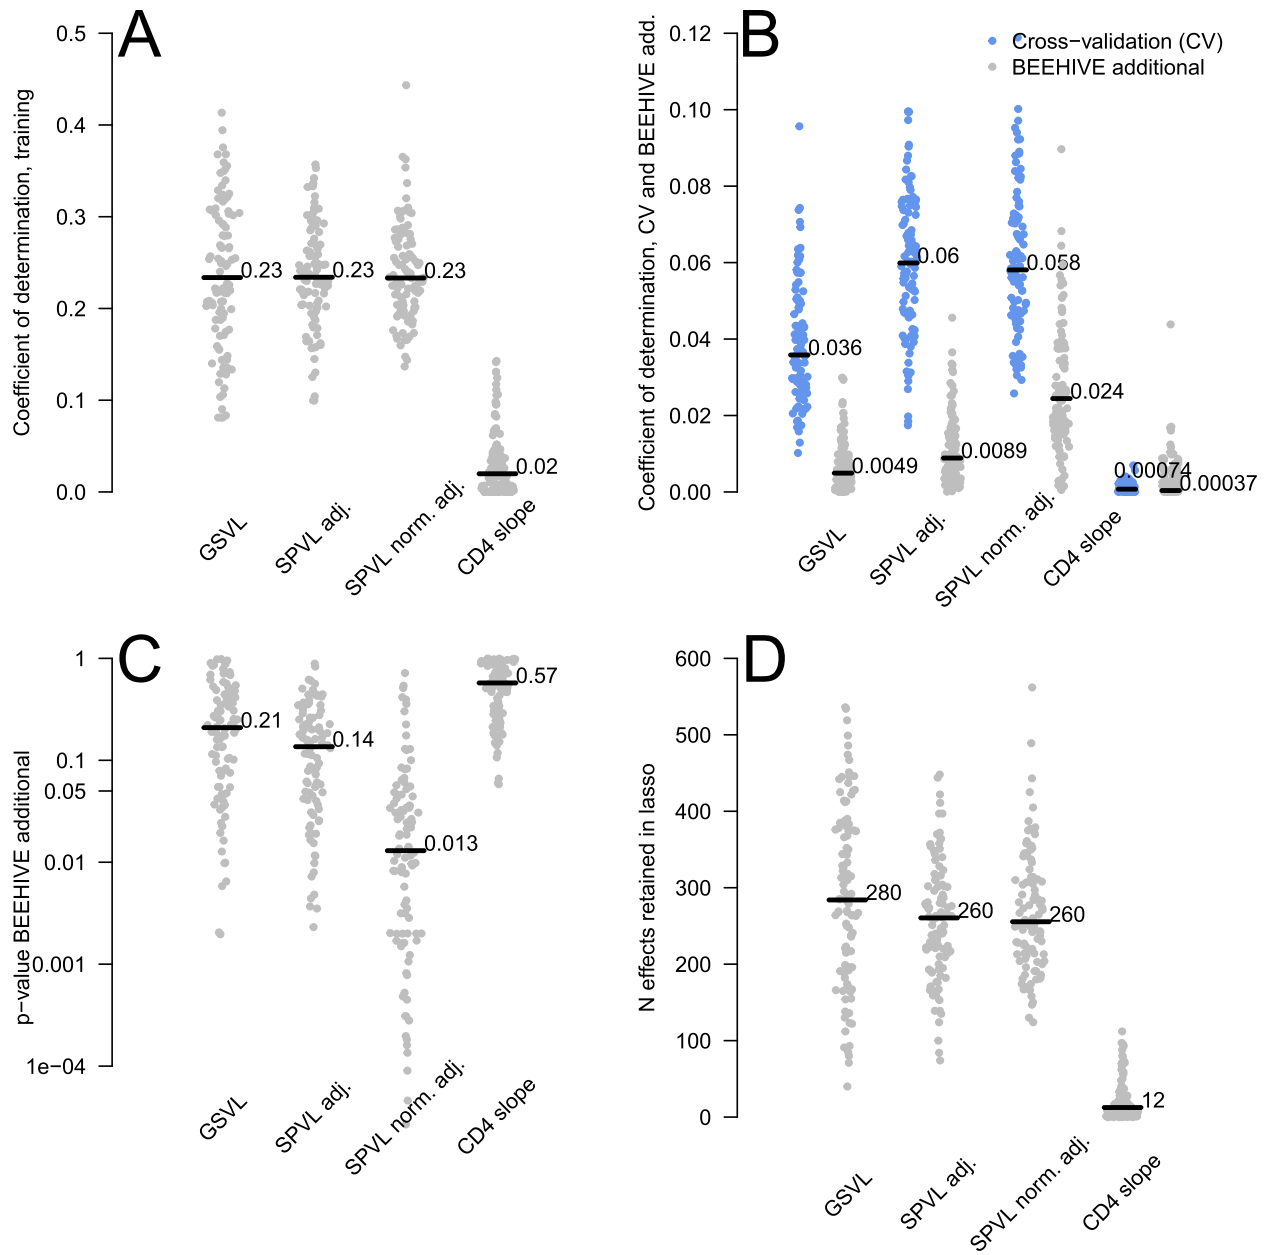 A
Coefficient of determination, training
0.5
0.4
0.3
0.2
0.1
0.0
0.23
0.23
0.23
0.02
GSVL
SPVL adj.
SPVL norm. adj.
CD4 slope
B
Coefficient of determination, CV and BEEHIVE add.
0.12
0.10
0.08
0.06
0.04
0.02
0.00
Cross−validation (CV)
BEEHIVE additional
0.036
0.0049
0.06
0.0089
0.058
0.024
0.00074
0.00037
GSVL
SPVL adj.
SPVL norm. adj.
CD4 slope
C
p−value BEEHIVE additional
1
0.1
0.05
0.01
0.001
1e−04
0.21
0.14
0.013
0.57
GSVL
SPVL adj.
SPVL norm. adj.
CD4 slope
D
N effects retained in lasso
600
500
400
300
200
100
0
280
260
260
12
GSVL
SPVL adj.
SPVL norm. adj.
CD4 slope